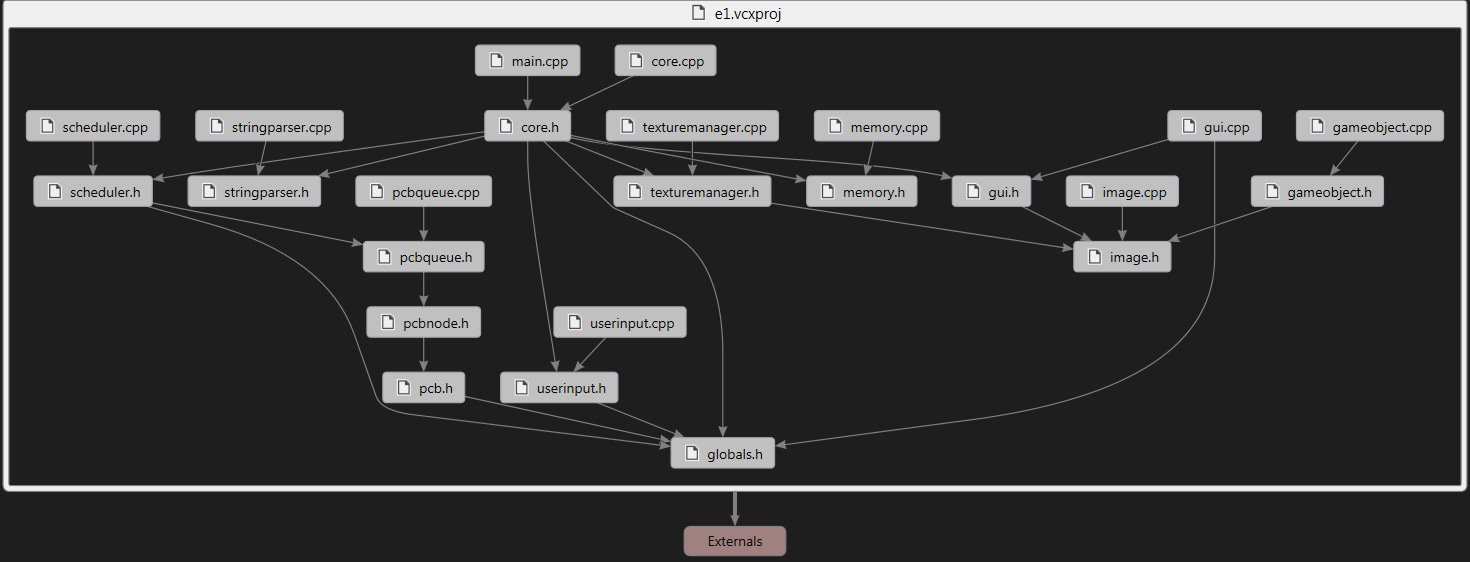 e1.vcxproj
main.cpp
core.cpp
scheduler.cpp
stringparser.cpp
core.h
texturemanager.cpp
memory.cpp
gui.cpp
gameobject.cpp
scheduler.h
stringparser.h
pcbqueue.cpp
texturemanager.h
memory.h
gui.h
image.cpp
gameobject.h
pcbqueue.h
image.h
pcbnode.h
userinput.cpp
pcb.h
userinput.h
globals.h
Externals